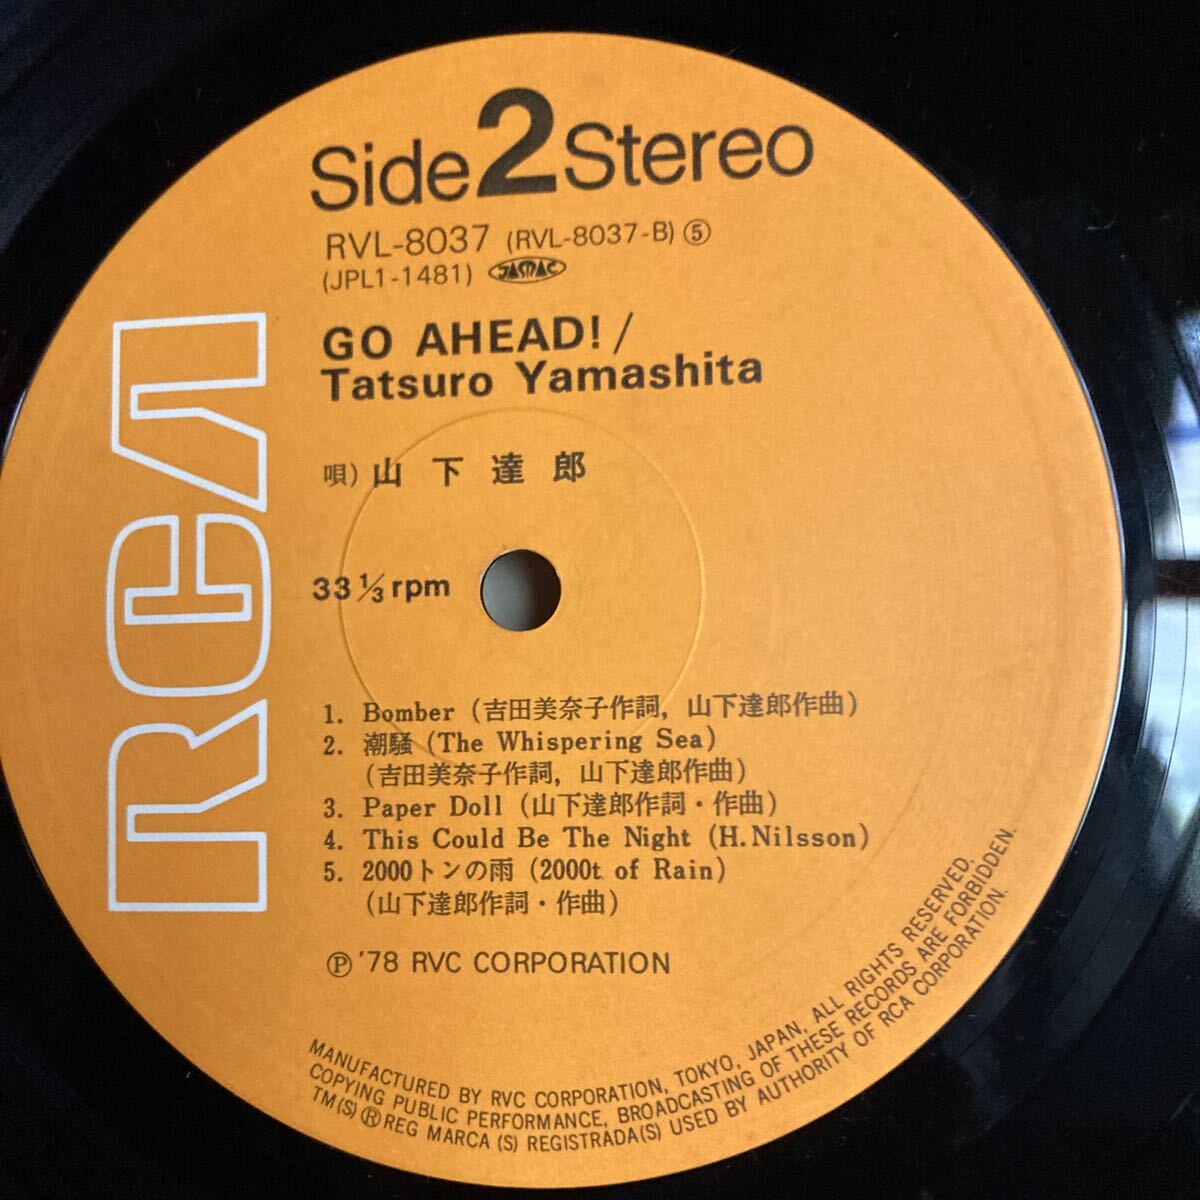 Side 2 Stereo
RVL-8037 (RVL-8037-B) ⑤
(JPL1-1481) JASRAC
GO AHEAD! /
Tatsuro Yamashita
唄) 山下達郎
33 1/3 rpm
RCA
1. Bomber (吉田美奈子作詞, 山下達郎作曲)
2. 潮騒 (The Whispering Sea)
(吉田美奈子作詞, 山下達郎作曲)
3. Paper Doll (山下達郎作詞・作曲)
4. This Could Be The Night (H. Nilsson)
5. 2000トンの雨 (2000t of Rain)
(山下達郎作詞・作曲)
Ⓟ '78 RVC CORPORATION
MANUFACTURED BY RVC CORPORATION, TOKYO, JAPAN, ALL RIGHTS RESERVED.
COPYING PUBLIC PERFORMANCE, BROADCASTING OF THESE RECORDS ARE FORBIDDEN.
TM(S) ® REG MARCA (S) REGISTRADA(S) USED BY AUTHORITY OF RCA CORPORATION.